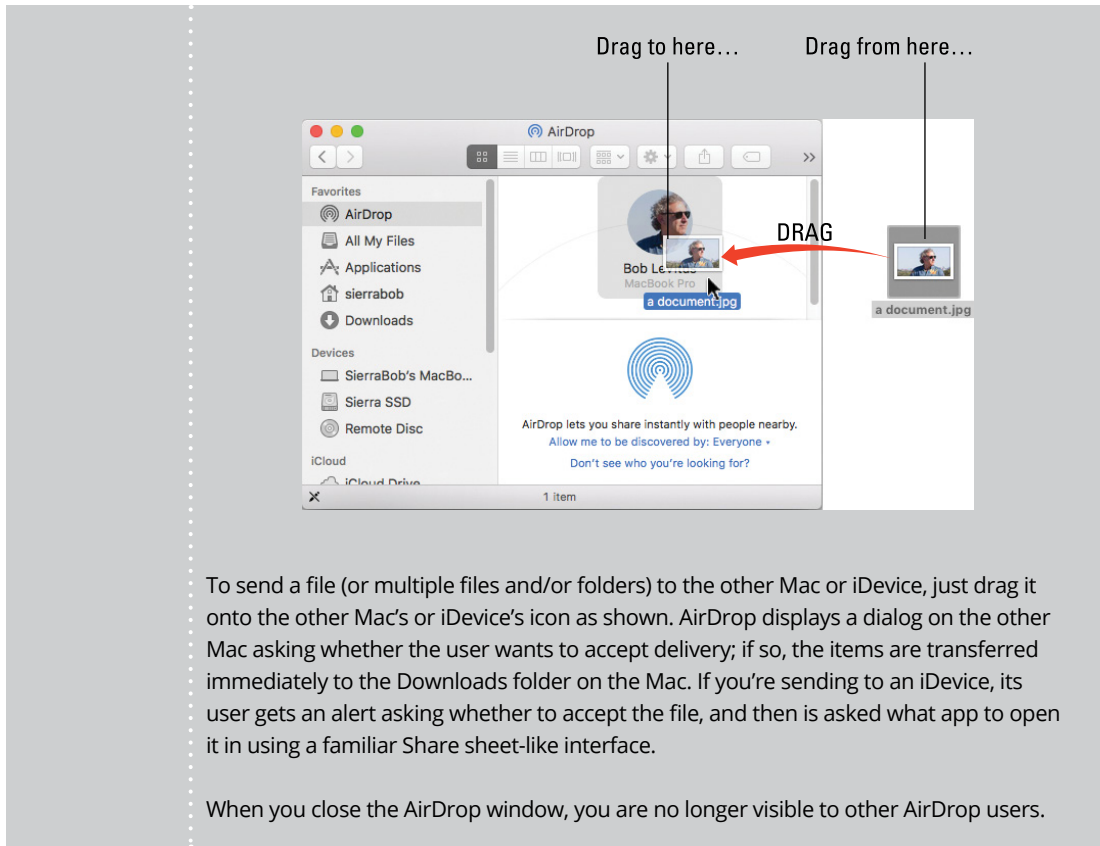 Drag to here… Drag from here…
AirDrop
Favorites
AirDrop
All My Files
Applications
sierrabob
Downloads
Devices
SierraBob's MacBo...
Sierra SSD
Remote Disc
iCloud
iCloud Drive
Bob
MacBook Pro
a document.jpg
DRAG
a document.jpg
AirDrop lets you share instantly with people nearby.
Allow me to be discovered by: Everyone
Don't see who you're looking for?
1 item
To send a file (or multiple files and/or folders) to the other Mac or iDevice, just drag it
onto the other Mac’s or iDevice’s icon as shown. AirDrop displays a dialog on the other
Mac asking whether the user wants to accept delivery; if so, the items are transferred
immediately to the Downloads folder on the Mac. If you’re sending to an iDevice, its
user gets an alert asking whether to accept the file, and then is asked what app to open
it in using a familiar Share sheet-like interface.
When you close the AirDrop window, you are no longer visible to other AirDrop users.